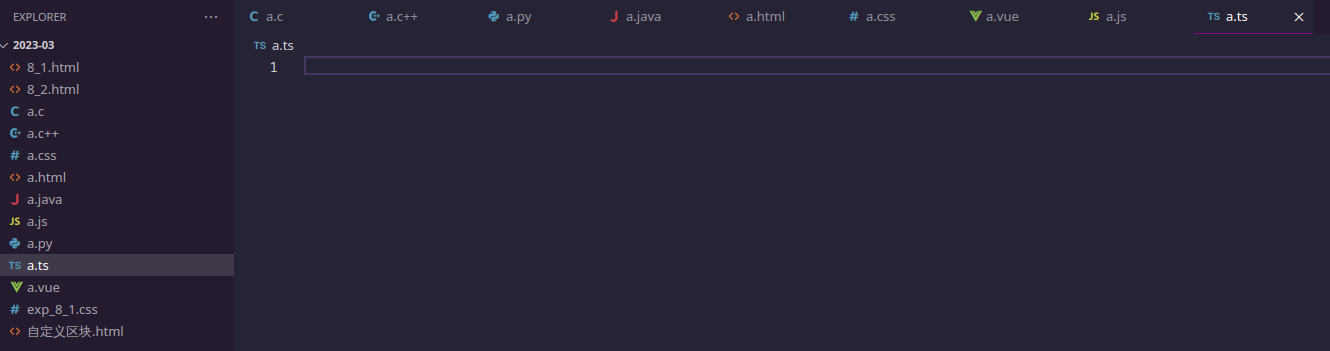 EXPLORER ···
2023-03
8_1.html
8_2.html
C a.c
C+ a.c++
# a.css
a.html
J a.java
JS a.js
a.py
TS a.ts
a.vue
# exp_8_1.css
自定义区块.html
C a.c C+ a.c++ a.py J a.java a.html # a.css a.vue JS a.js TS a.ts
TS a.ts
1